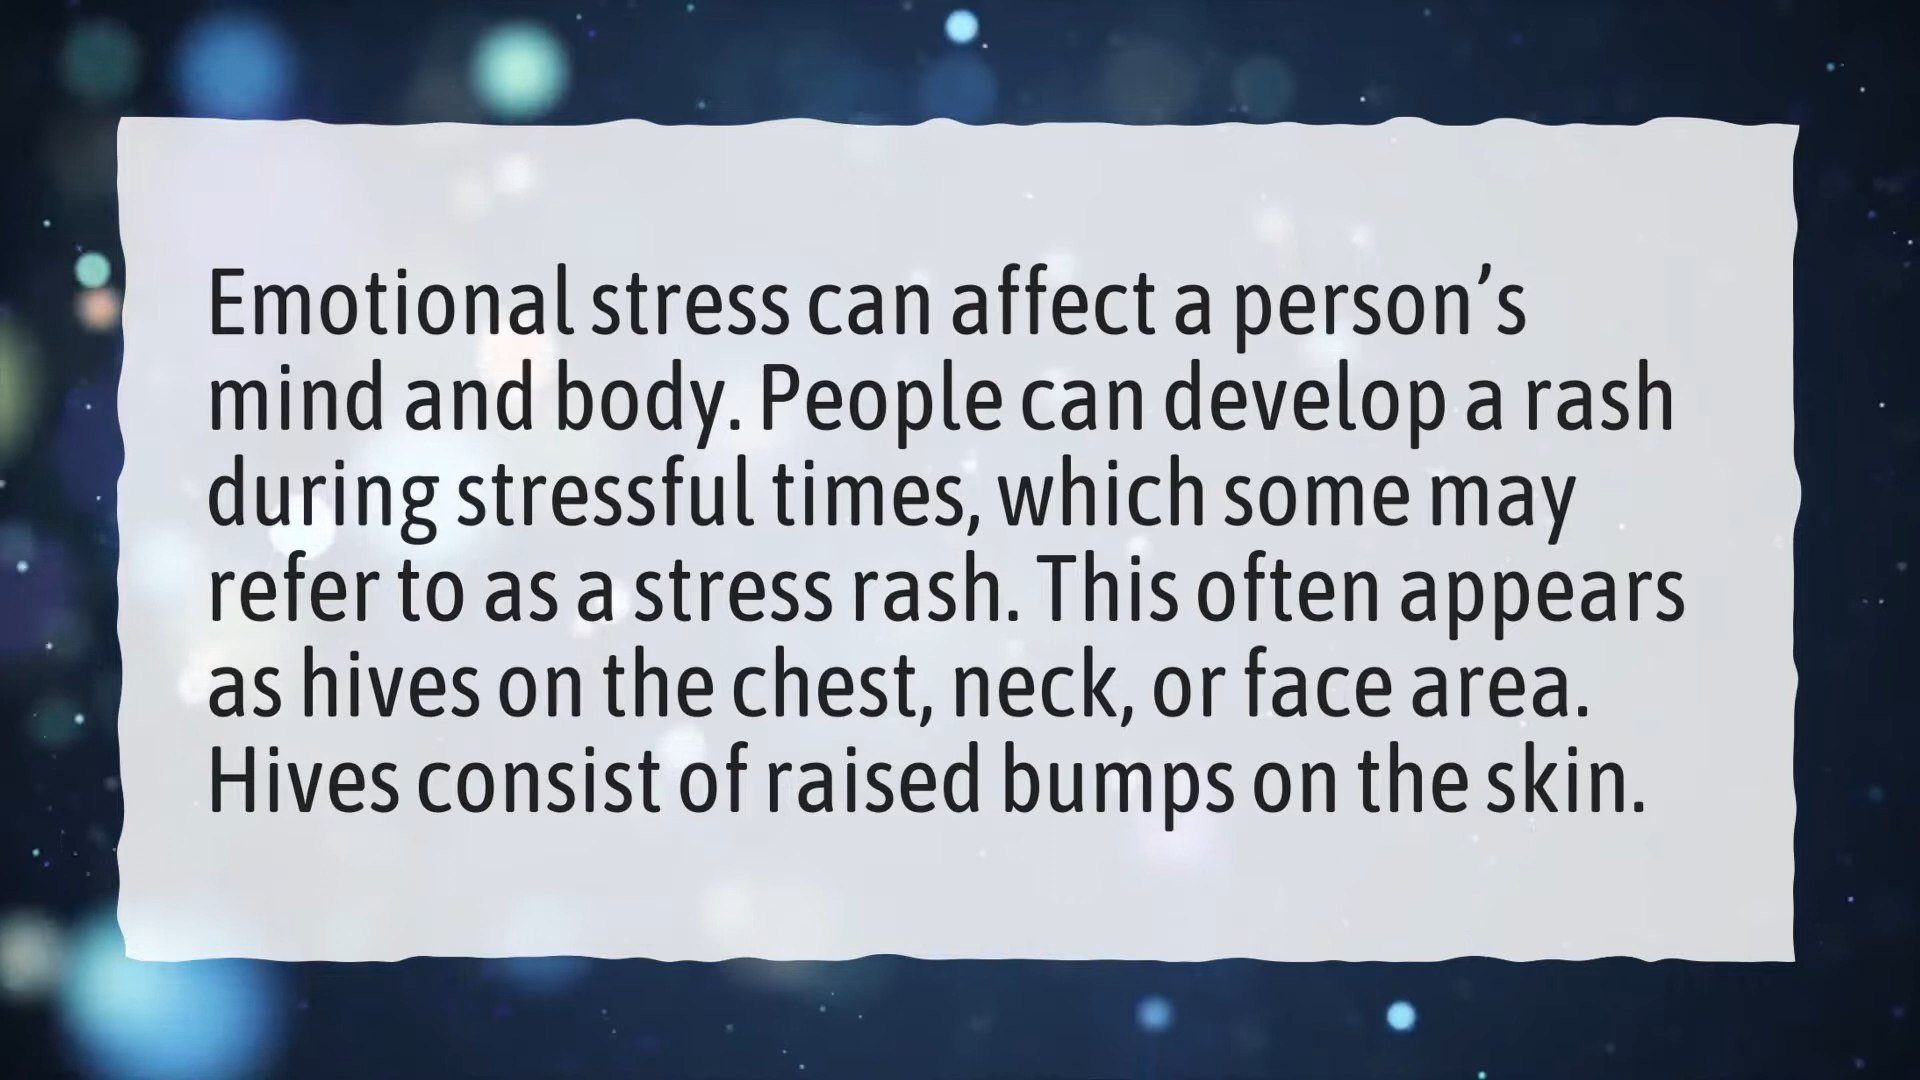 Emotional stress can affect a person’s
mind and body. People can develop a rash
during stressful times, which some may
refer to as a stress rash. This often appears
as hives on the chest, neck, or face area.
Hives consist of raised bumps on the skin.